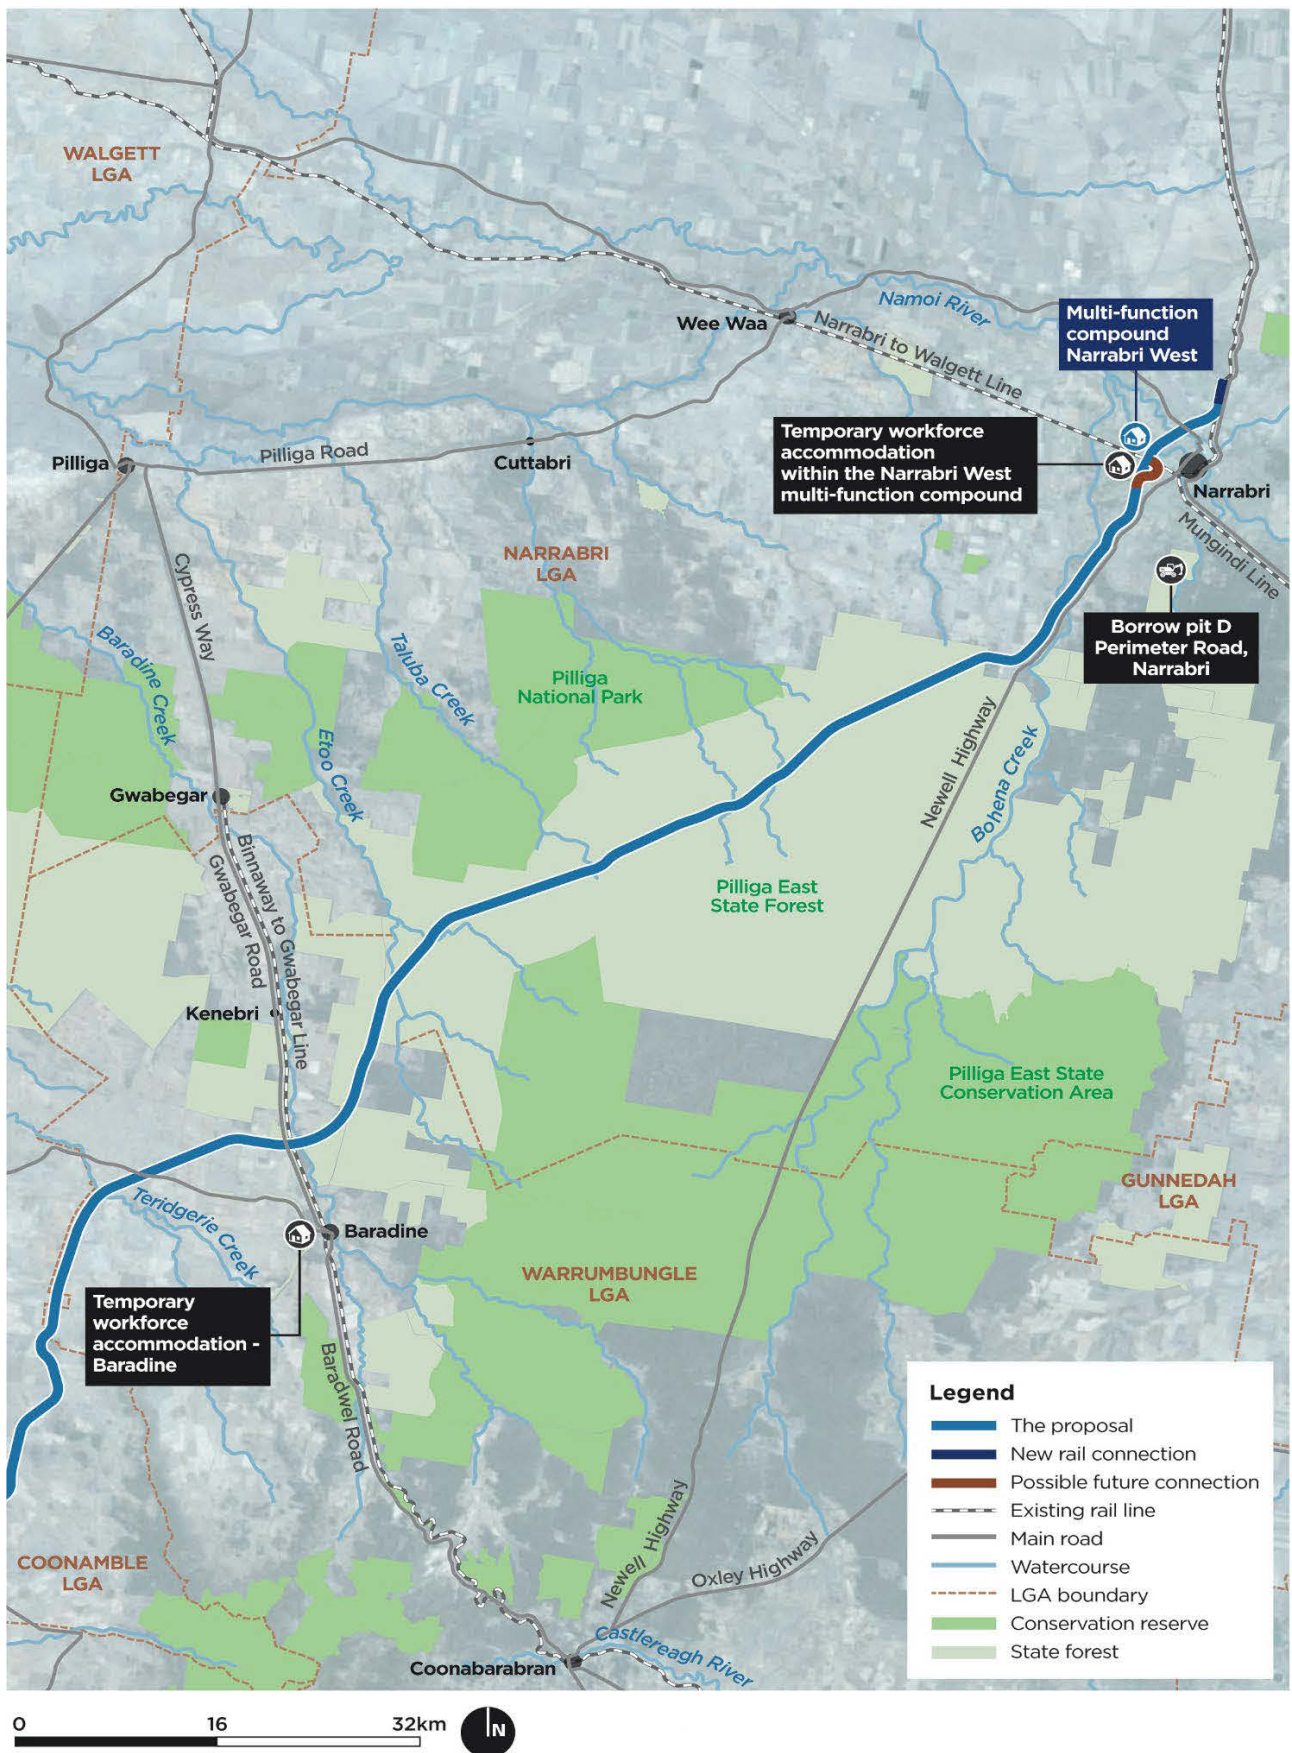 WALGETT
LGA
Namoi River
Multi-function
compound
Narrabri West
Wee Waa
Narrabri to Walgett Line
Temporary workforce
accommodation
within the Narrabri West
multi-function compound
Pilliga Road
Pilliga
Cuttabri
Narrabri
Mungindi Line
NARRABRI
LGA
Cypress Way
Borrow pit D
Perimeter Road,
Narrabri
Baradine Creek
Taluba Creek
Pilliga
National Park
Etoo Creek
Newell Highway
Bohena Creek
Gwabegar
Binnaway to Gwabegar Line
Gwabegar Road
Pilliga East
State Forest
Kenebri
Pilliga East State
Conservation Area
GUNNEDAH
LGA
Teridgerie Creek
Baradine
WARRUMBUNGLE
LGA
Temporary
workforce
accommodation -
Baradine
Baradwel Road
Legend
The proposal
New rail connection
Possible future connection
Existing rail line
Main road
Watercourse
LGA boundary
Conservation reserve
State forest
Newell Highway
Oxley Highway
COONAMBLE
LGA
Castlereagh River
Coonabarabran
0 16 32km
N